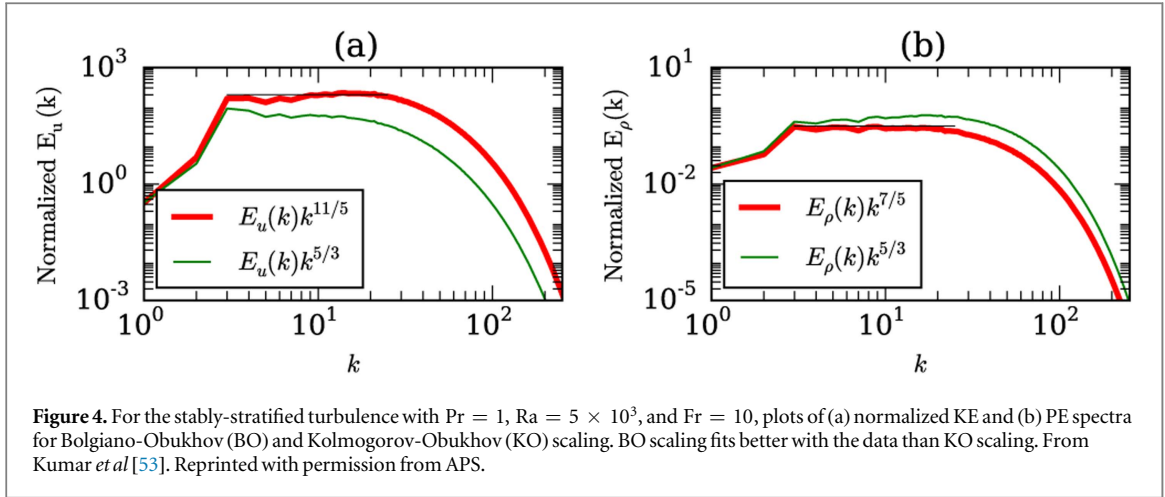 (a)
Normalized E_u(k)
10^3
10^0
10^-3
E_u(k)k^{11/5}
E_u(k)k^{5/3}
10^0 10^1 10^2
k
(b)
Normalized E_ρ(k)
10^1
10^-2
10^-5
E_ρ(k)k^{7/5}
E_ρ(k)k^{5/3}
10^0 10^1 10^2
k
Figure 4. For the stably-stratified turbulence with Pr = 1, Ra = 5 × 10^3, and Fr = 10, plots of (a) normalized KE and (b) PE spectra
for Bolgiano-Obukhov (BO) and Kolmogorov-Obukhov (KO) scaling. BO scaling fits better with the data than KO scaling. From
Kumar et al [53]. Reprinted with permission from APS.